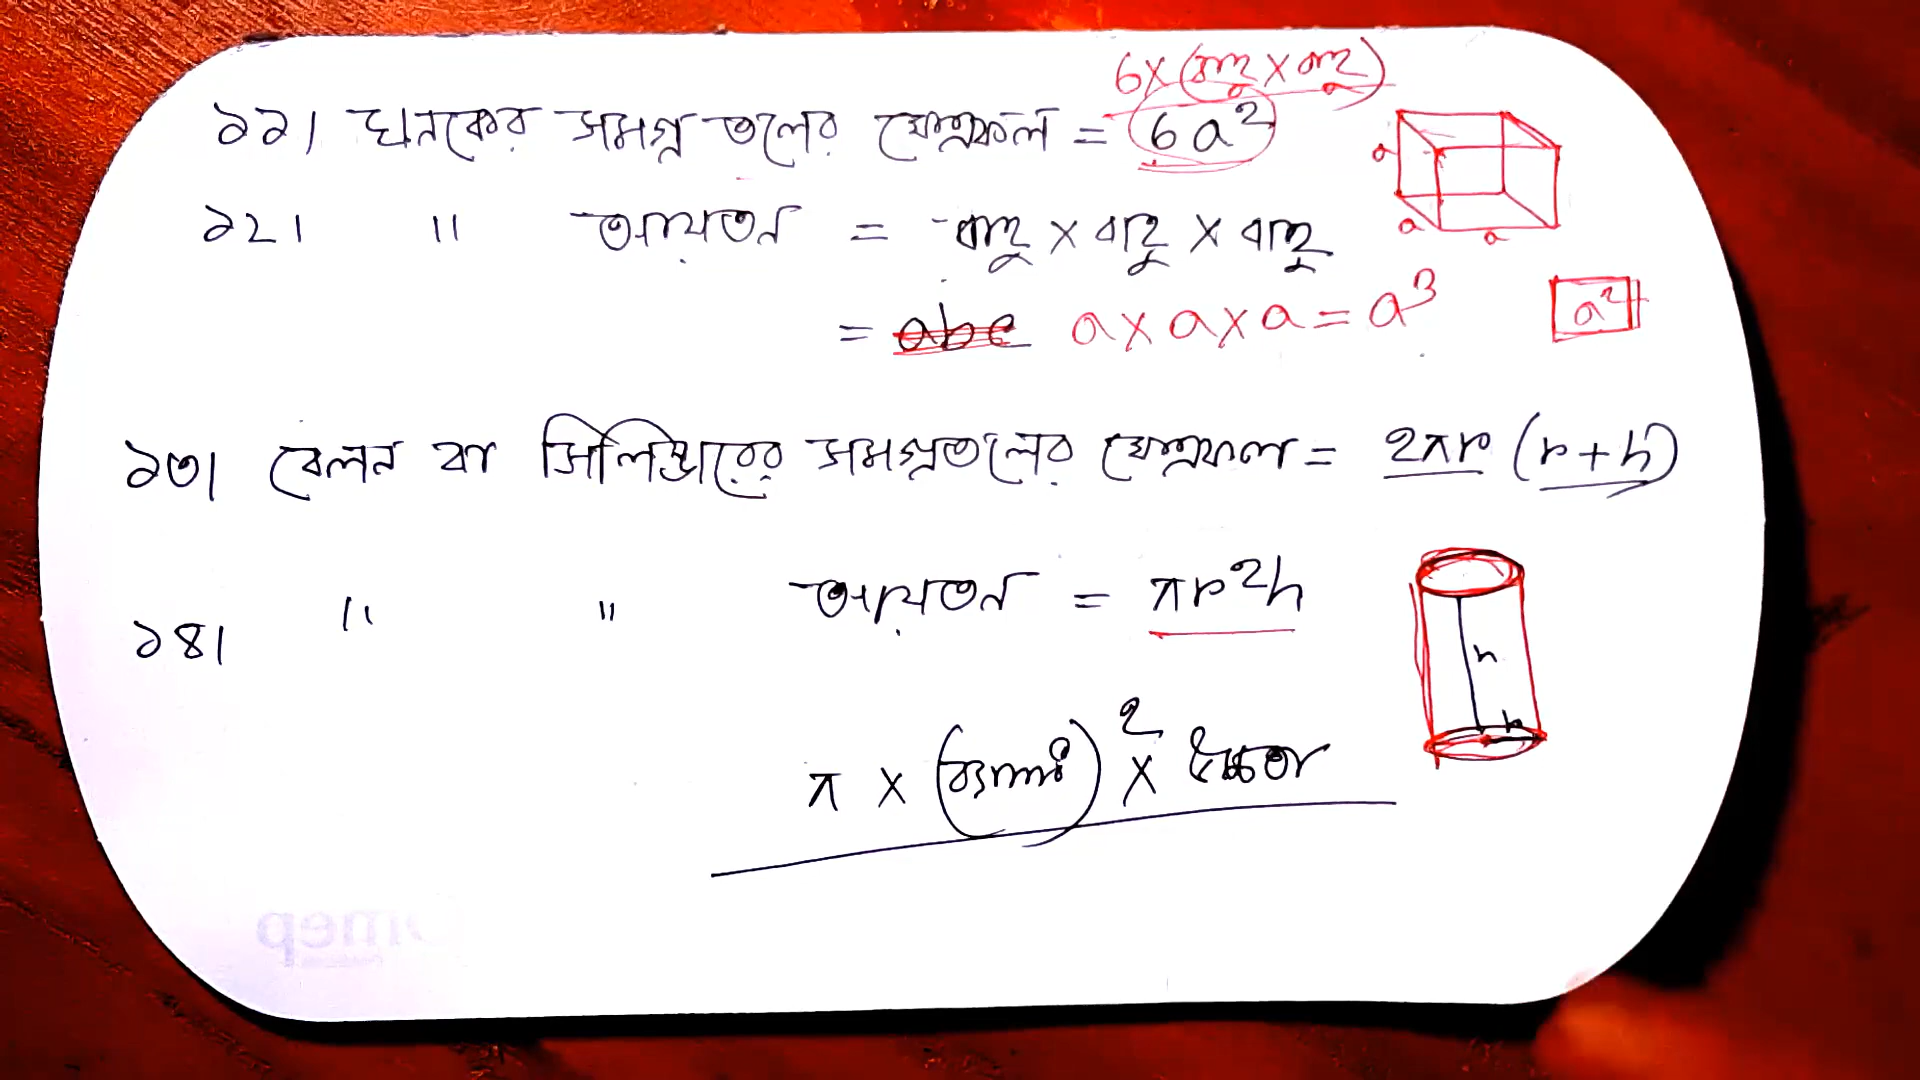 6×(বাহু×বাহু)
১১। ঘনকের সমগ্র তলের ক্ষেত্রফল = 6a²
a
a
a
১২। " আয়তন = বাহু × বাহু × বাহু
= abc a×a×a=a³
a²
১৩। বেলন বা সিলিন্ডারের সমগ্রতলের ক্ষেত্রফল = 2πr (r+h)
১৪। " " আয়তন = πr²h
h
π × (ব্যাসার্ধ)² × উচ্চতা